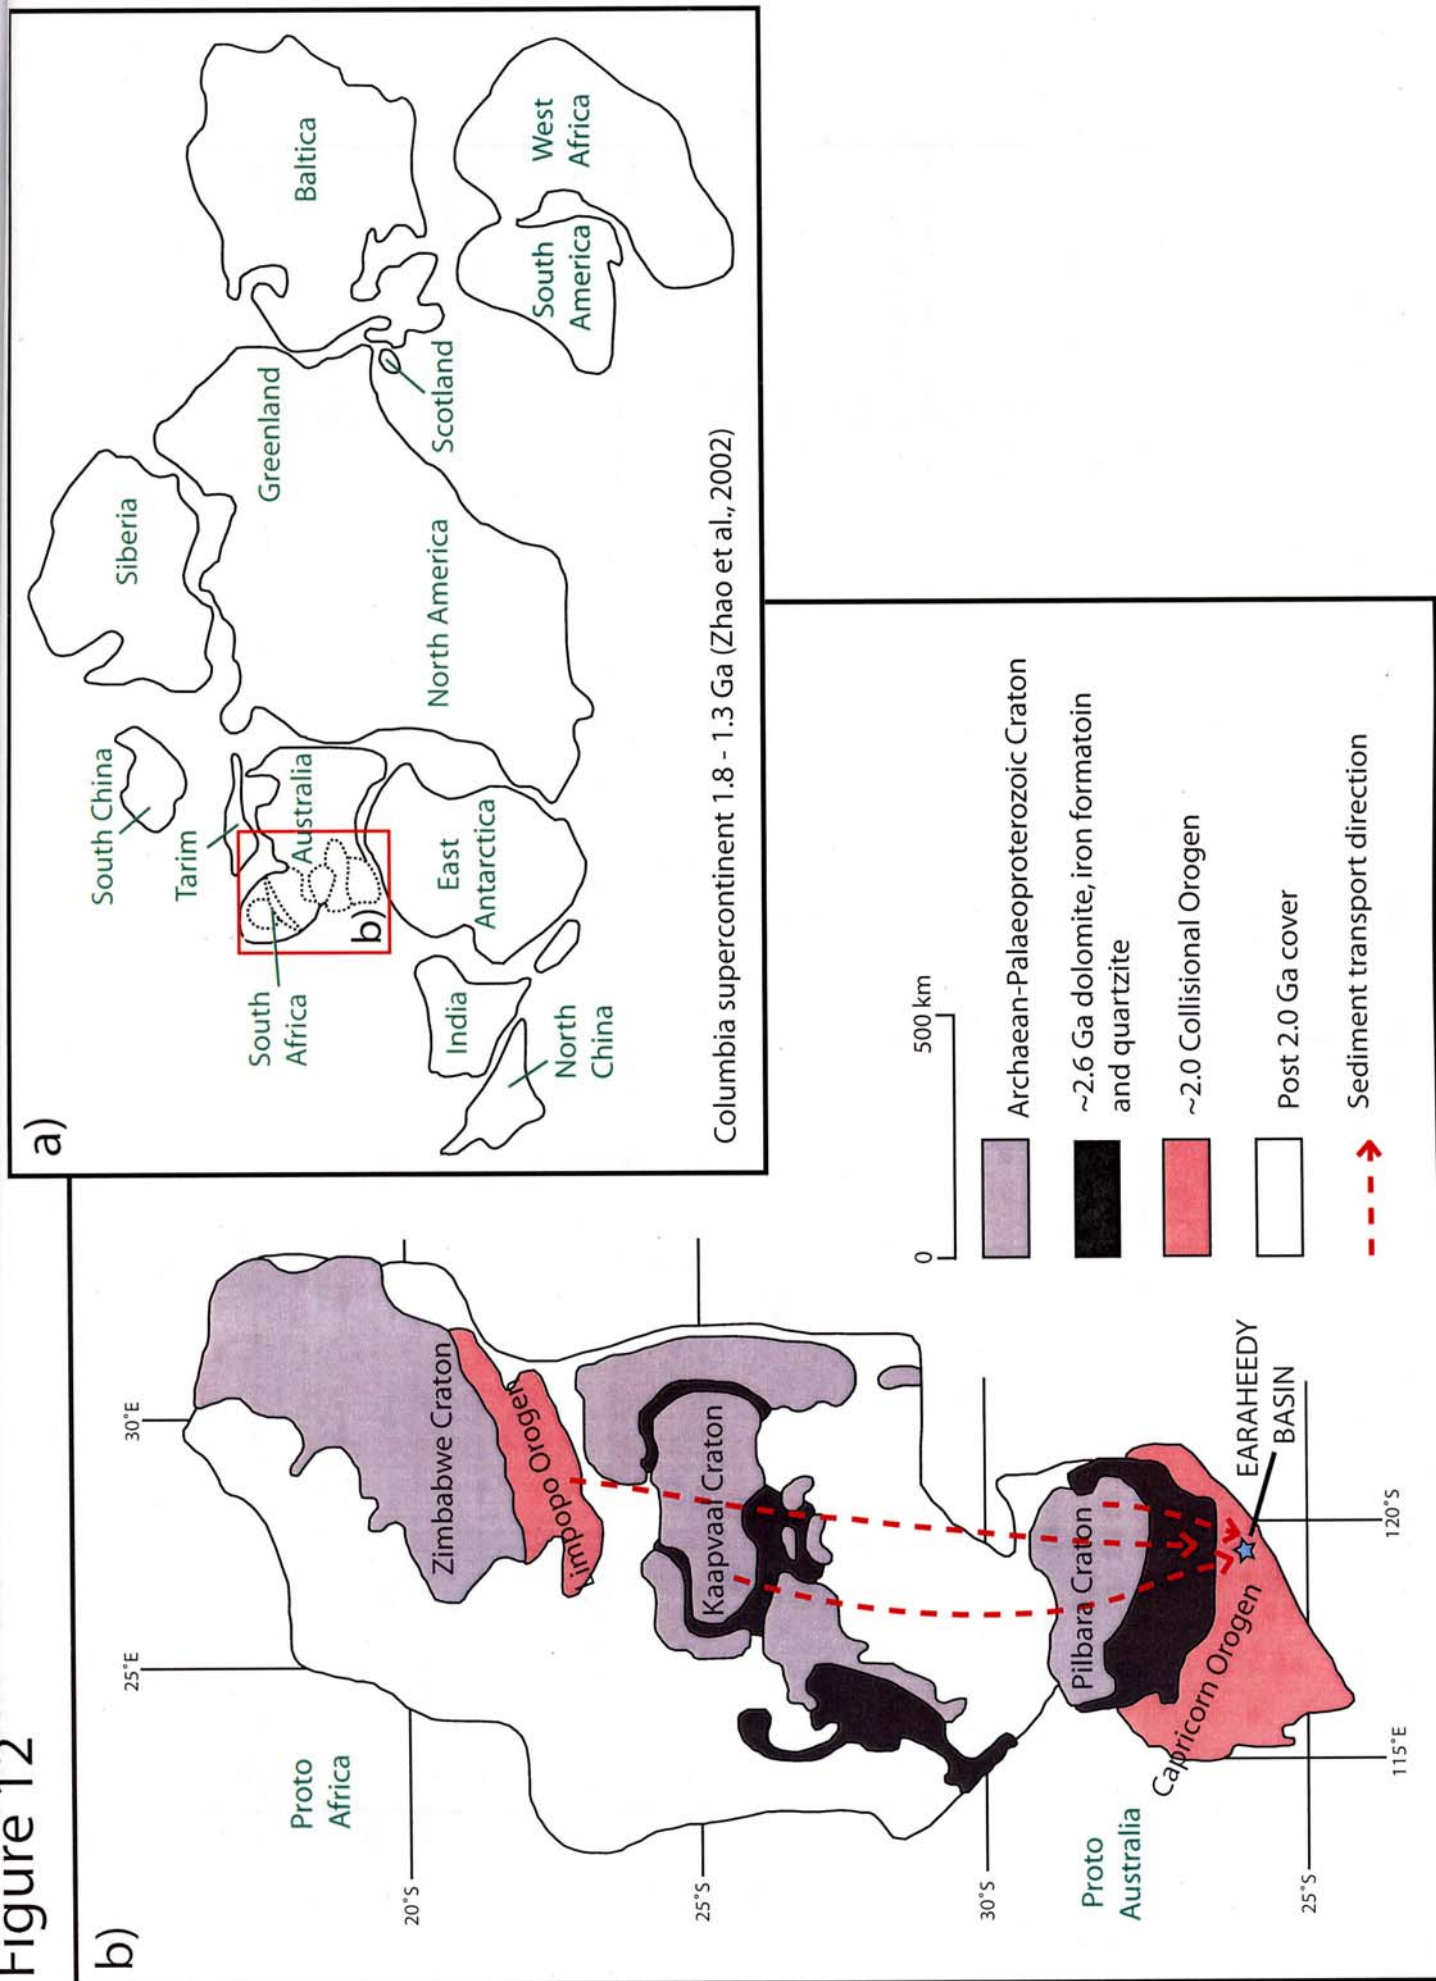 Figure 12
a)
South China
Tarim
Siberia
Greenland
Baltica
South
Africa
Australia
b)
North America
Scotland
South
America
West
Africa
India
East
Antarctica
North
China
Columbia supercontinent 1.8 - 1.3 Ga (Zhao et al., 2002)
b)
25°E
30°E
Proto
Africa
20°S
Zimbabwe Craton
impopo Orogen
25°S
Kaapvaal Craton
30°S
Proto
Australia
Pilbara Craton
Capricorn Orogen
EARAHEEDY
BASIN
25°S
115°E
120°S
0
500 km
Archaean-Palaeoproterozoic Craton
~2.6 Ga dolomite, iron formatoin
and quartzite
~2.0 Collisional Orogen
Post 2.0 Ga cover
Sediment transport direction